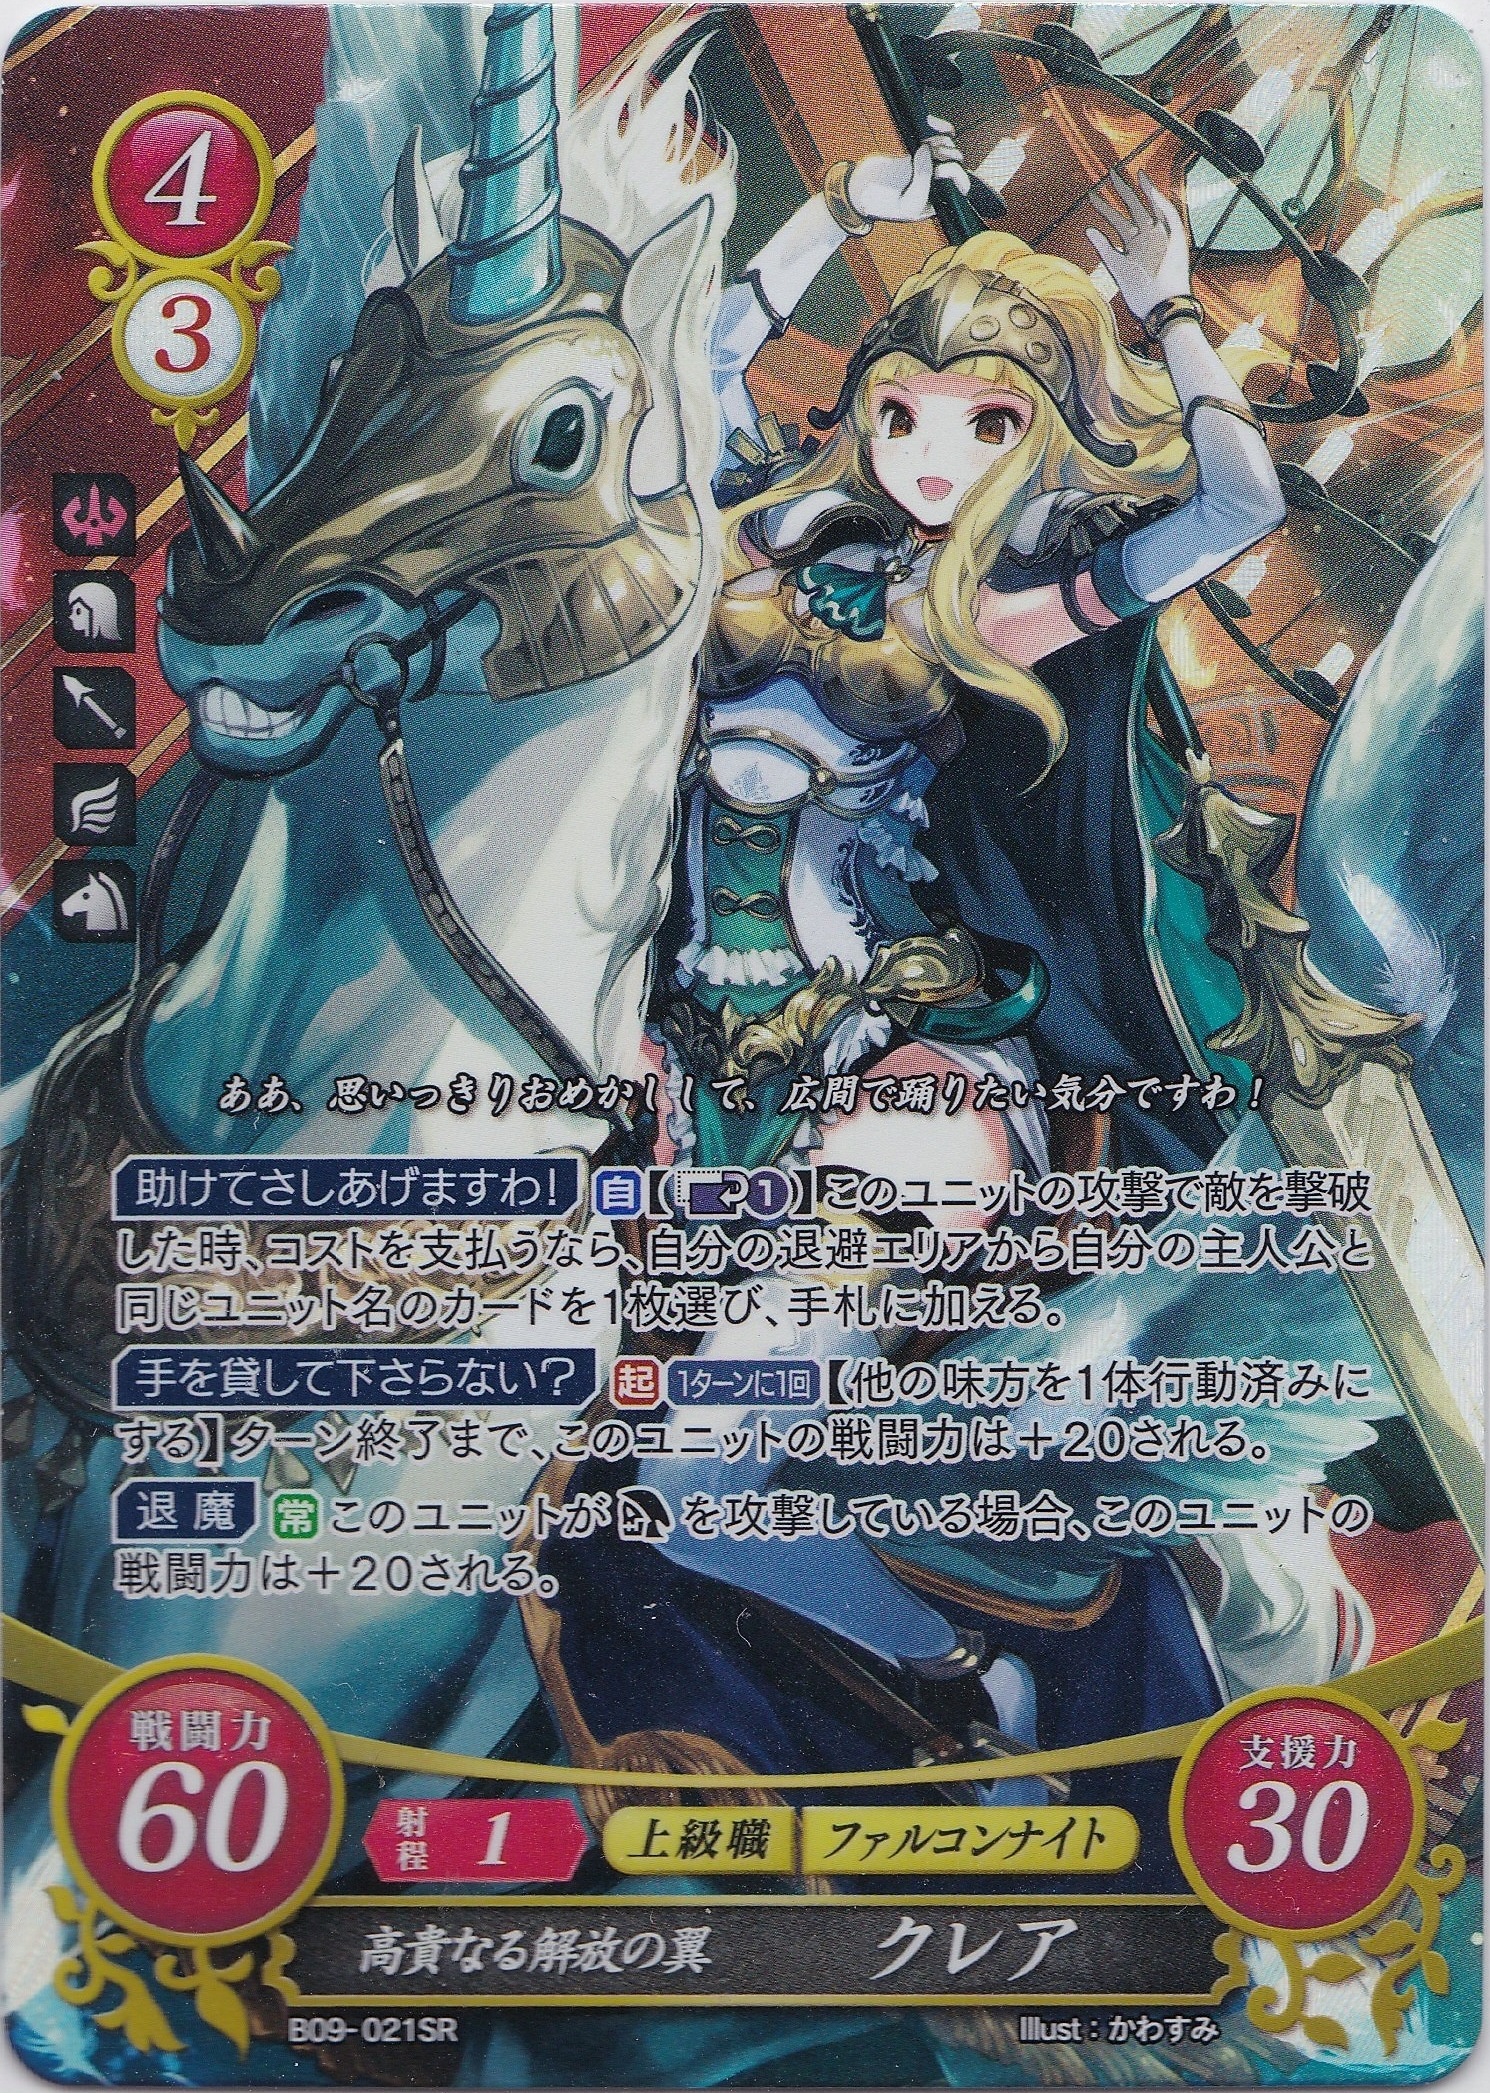 4
3
ああ、思いっきりおめかしして、広間で踊りたい気分ですわ!
助けてさしあげますわ! 自【1】このユニットの攻撃で敵を撃破
した時、コストを支払うなら、自分の退避エリアから自分の主人公と
同じユニット名のカードを1枚選び、手札に加える。
手を貸して下さらない? 起 1ターンに1回【他の味方を1体行動済みに
する】ターン終了まで、このユニットの戦闘力は+20される。
退魔 常 このユニットがを攻撃している場合、このユニットの
戦闘力は+20される。
戦闘力
60
射程 1
上級職 ファルコンナイト
支援力
30
高貴なる解放の翼 クレア
B09-021SR
Illust:かわすみ